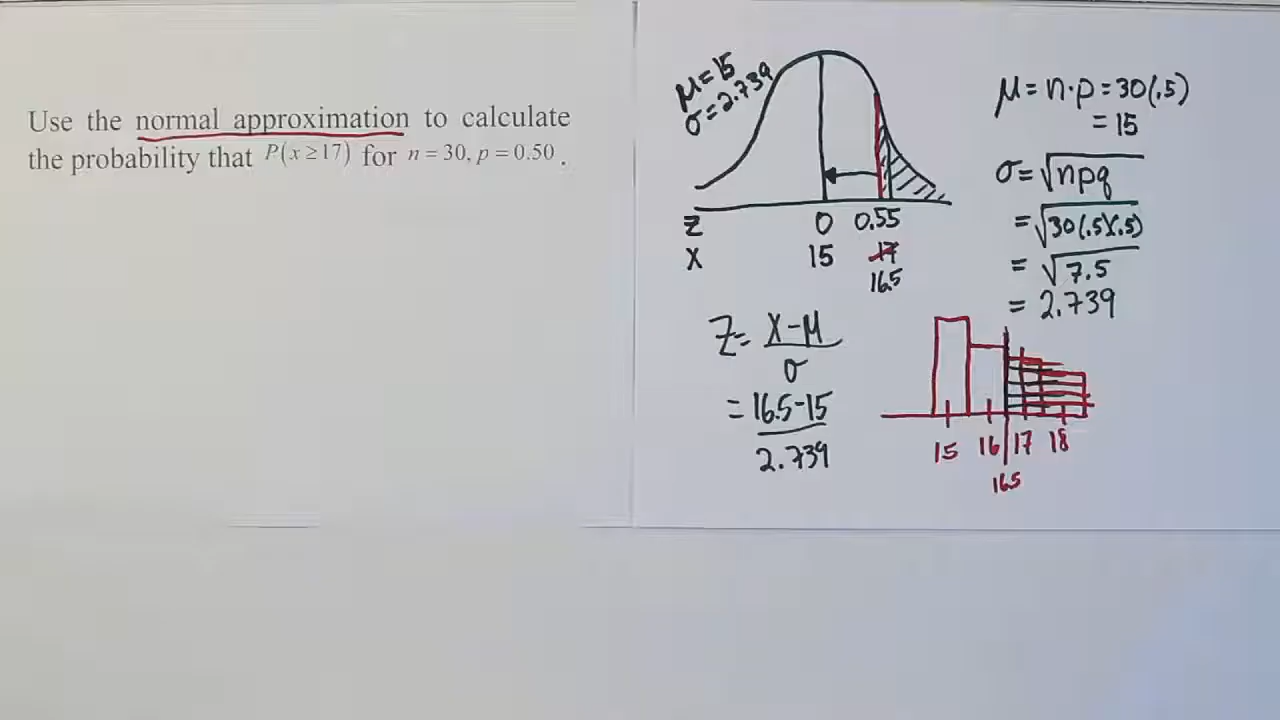 Use the normal approximation to calculate
the probability that P(x ≥ 17) for n = 30, p = 0.50 .
μ = 15
σ = 2.739
Z 0 0.55
X 15 17
16.5
Z = X - μ
σ
= 16.5 - 15
2.739
μ = n·p = 30(.5)
= 15
σ = √npq
= √30(.5)(.5)
= √7.5
= 2.739
15 16 17 18
16.5